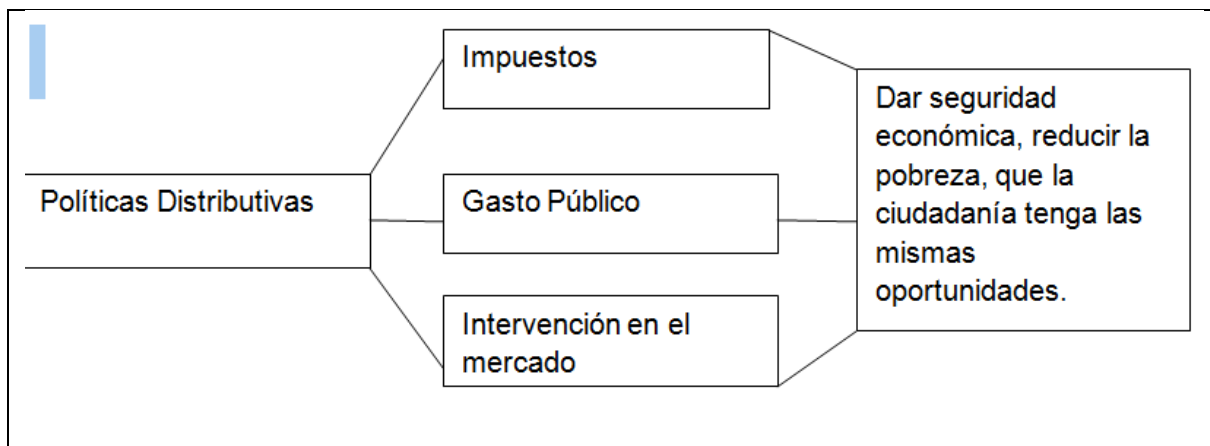 Impuestos
Políticas Distributivas
Gasto Público
Intervención en el
mercado
Dar seguridad
económica, reducir la
pobreza, que la
ciudadanía tenga las
mismas
oportunidades.